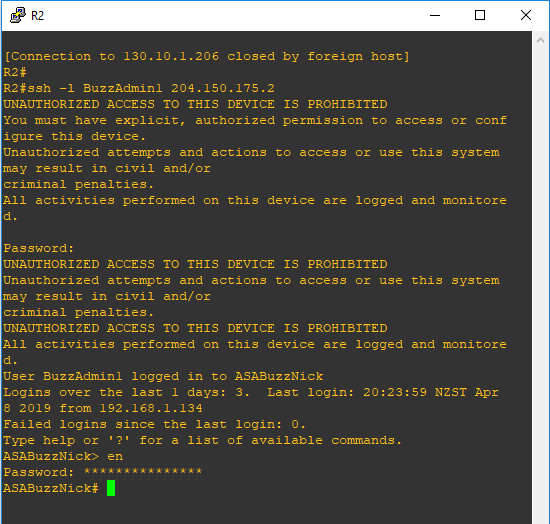 R2
[Connection to 130.10.1.206 closed by foreign host]
R2#
R2#ssh -l BuzzAdmin1 204.150.175.2
UNAUTHORIZED ACCESS TO THIS DEVICE IS PROHIBITED
You must have explicit, authorized permission to access or conf
igure this device.
Unauthorized attempts and actions to access or use this system
may result in civil and/or
criminal penalties.
All activities performed on this device are logged and monitore
d.
Password:
UNAUTHORIZED ACCESS TO THIS DEVICE IS PROHIBITED
Unauthorized attempts and actions to access or use this system
may result in civil and/or
criminal penalties.
UNAUTHORIZED ACCESS TO THIS DEVICE IS PROHIBITED
All activities performed on this device are logged and monitore
d.
User BuzzAdmin1 logged in to ASABuzzNick
Logins over the last 1 days: 3.  Last login: 20:23:59 NZST Apr
8 2019 from 192.168.1.134
Failed logins since the last login: 0.
Type help or '?' for a list of available commands.
ASABuzzNick> en
Password: ***************
ASABuzzNick#